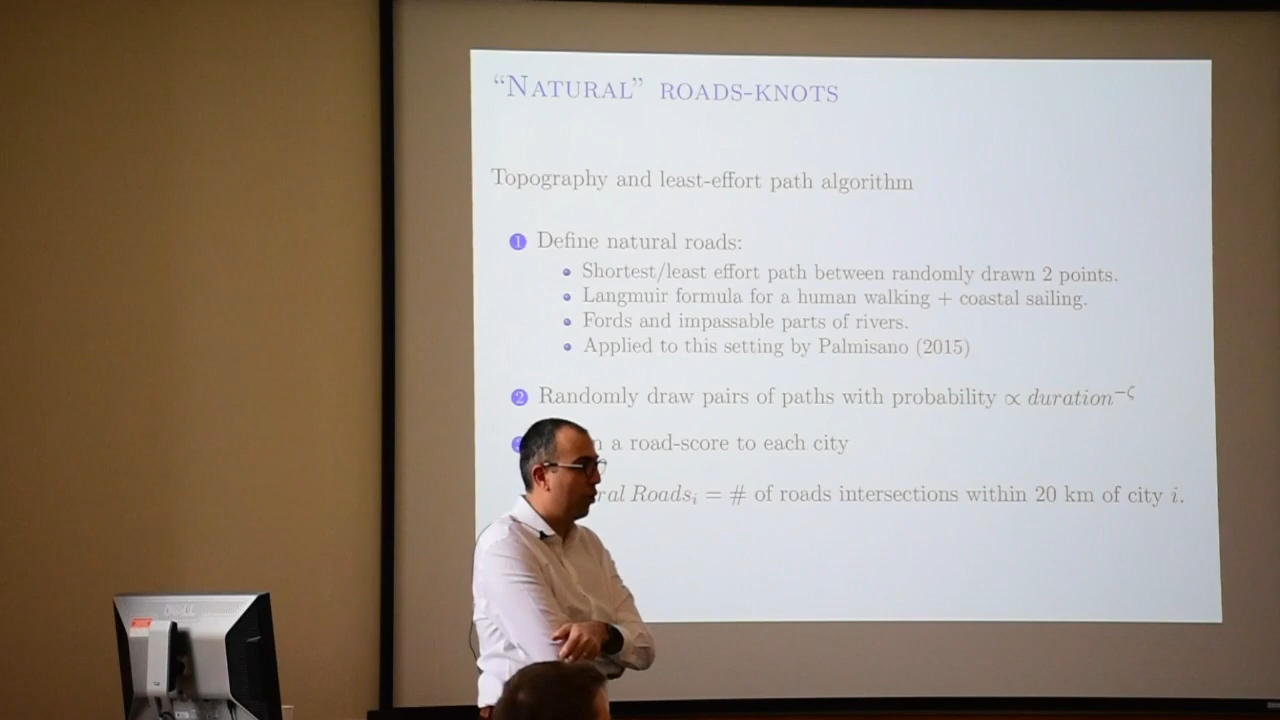 “NATURAL” ROADS-KNOTS
Topography and least-effort path algorithm
1 Define natural roads:
• Shortest/least effort path between randomly drawn 2 points.
• Langmuir formula for a human walking + coastal sailing.
• Fords and impassable parts of rivers.
• Applied to this setting by Palmisano (2015)
2 Randomly draw pairs of paths with probability ∝ duration^−ζ
a road-score to each city
Roads_i = # of roads intersections within 20 km of city i.